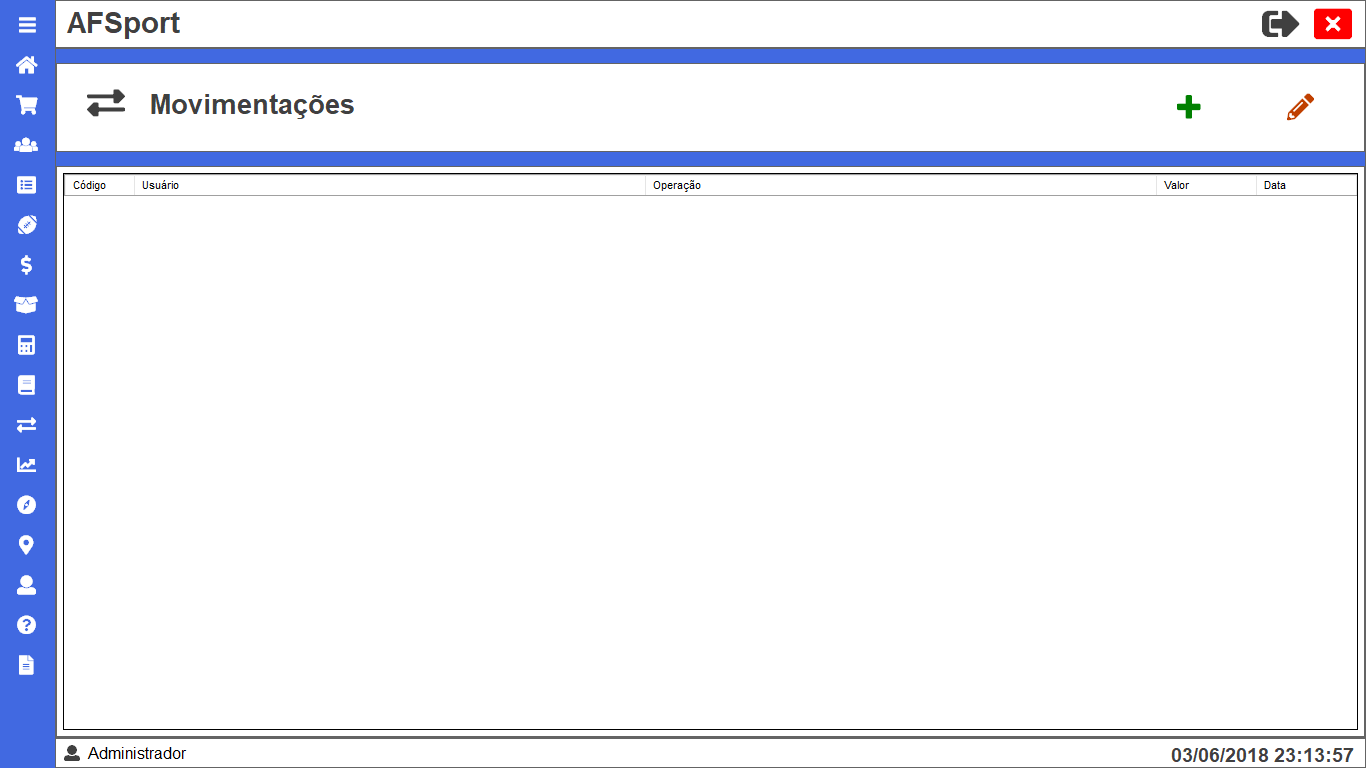 AFSport
Movimentações
Código Usuário Operação Valor Data
Administrador 03/06/2018 23:13:57